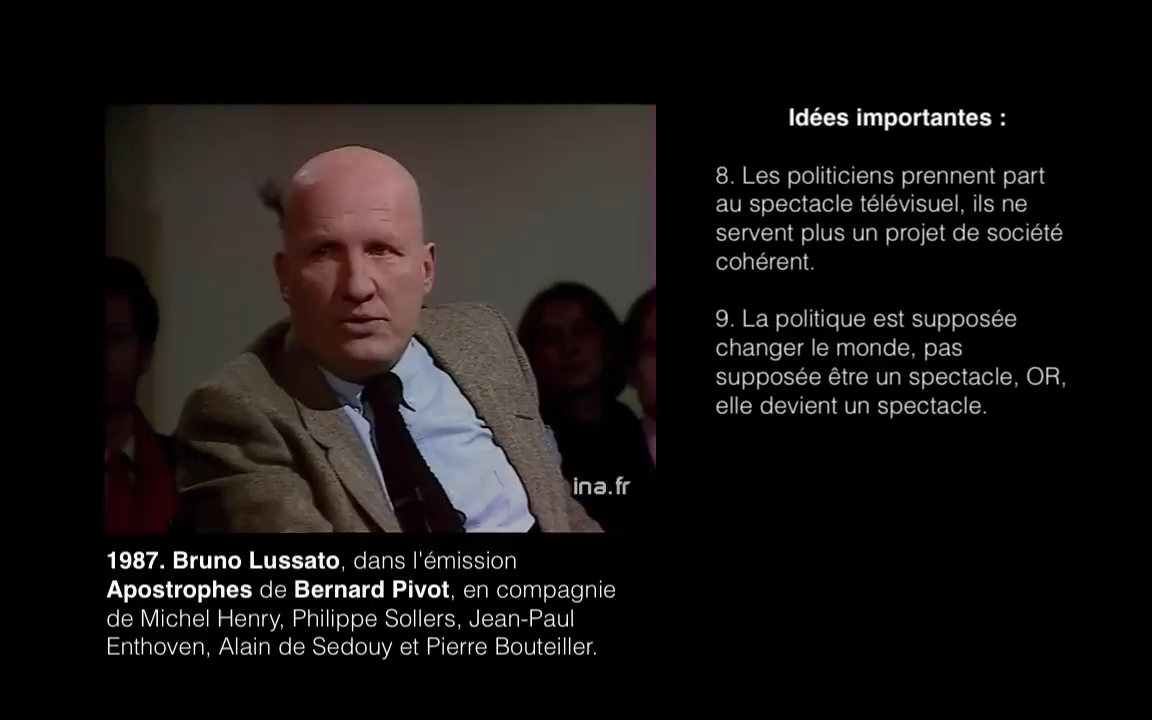 Idées importantes :
8. Les politiciens prennent part
au spectacle télévisuel, ils ne
servent plus un projet de société
cohérent.
9. La politique est supposée
changer le monde, pas
supposée être un spectacle, OR,
elle devient un spectacle.
ina.fr
1987. Bruno Lussato, dans l'émission
Apostrophes de Bernard Pivot, en compagnie
de Michel Henry, Philippe Sollers, Jean-Paul
Enthoven, Alain de Sedouy et Pierre Bouteiller.